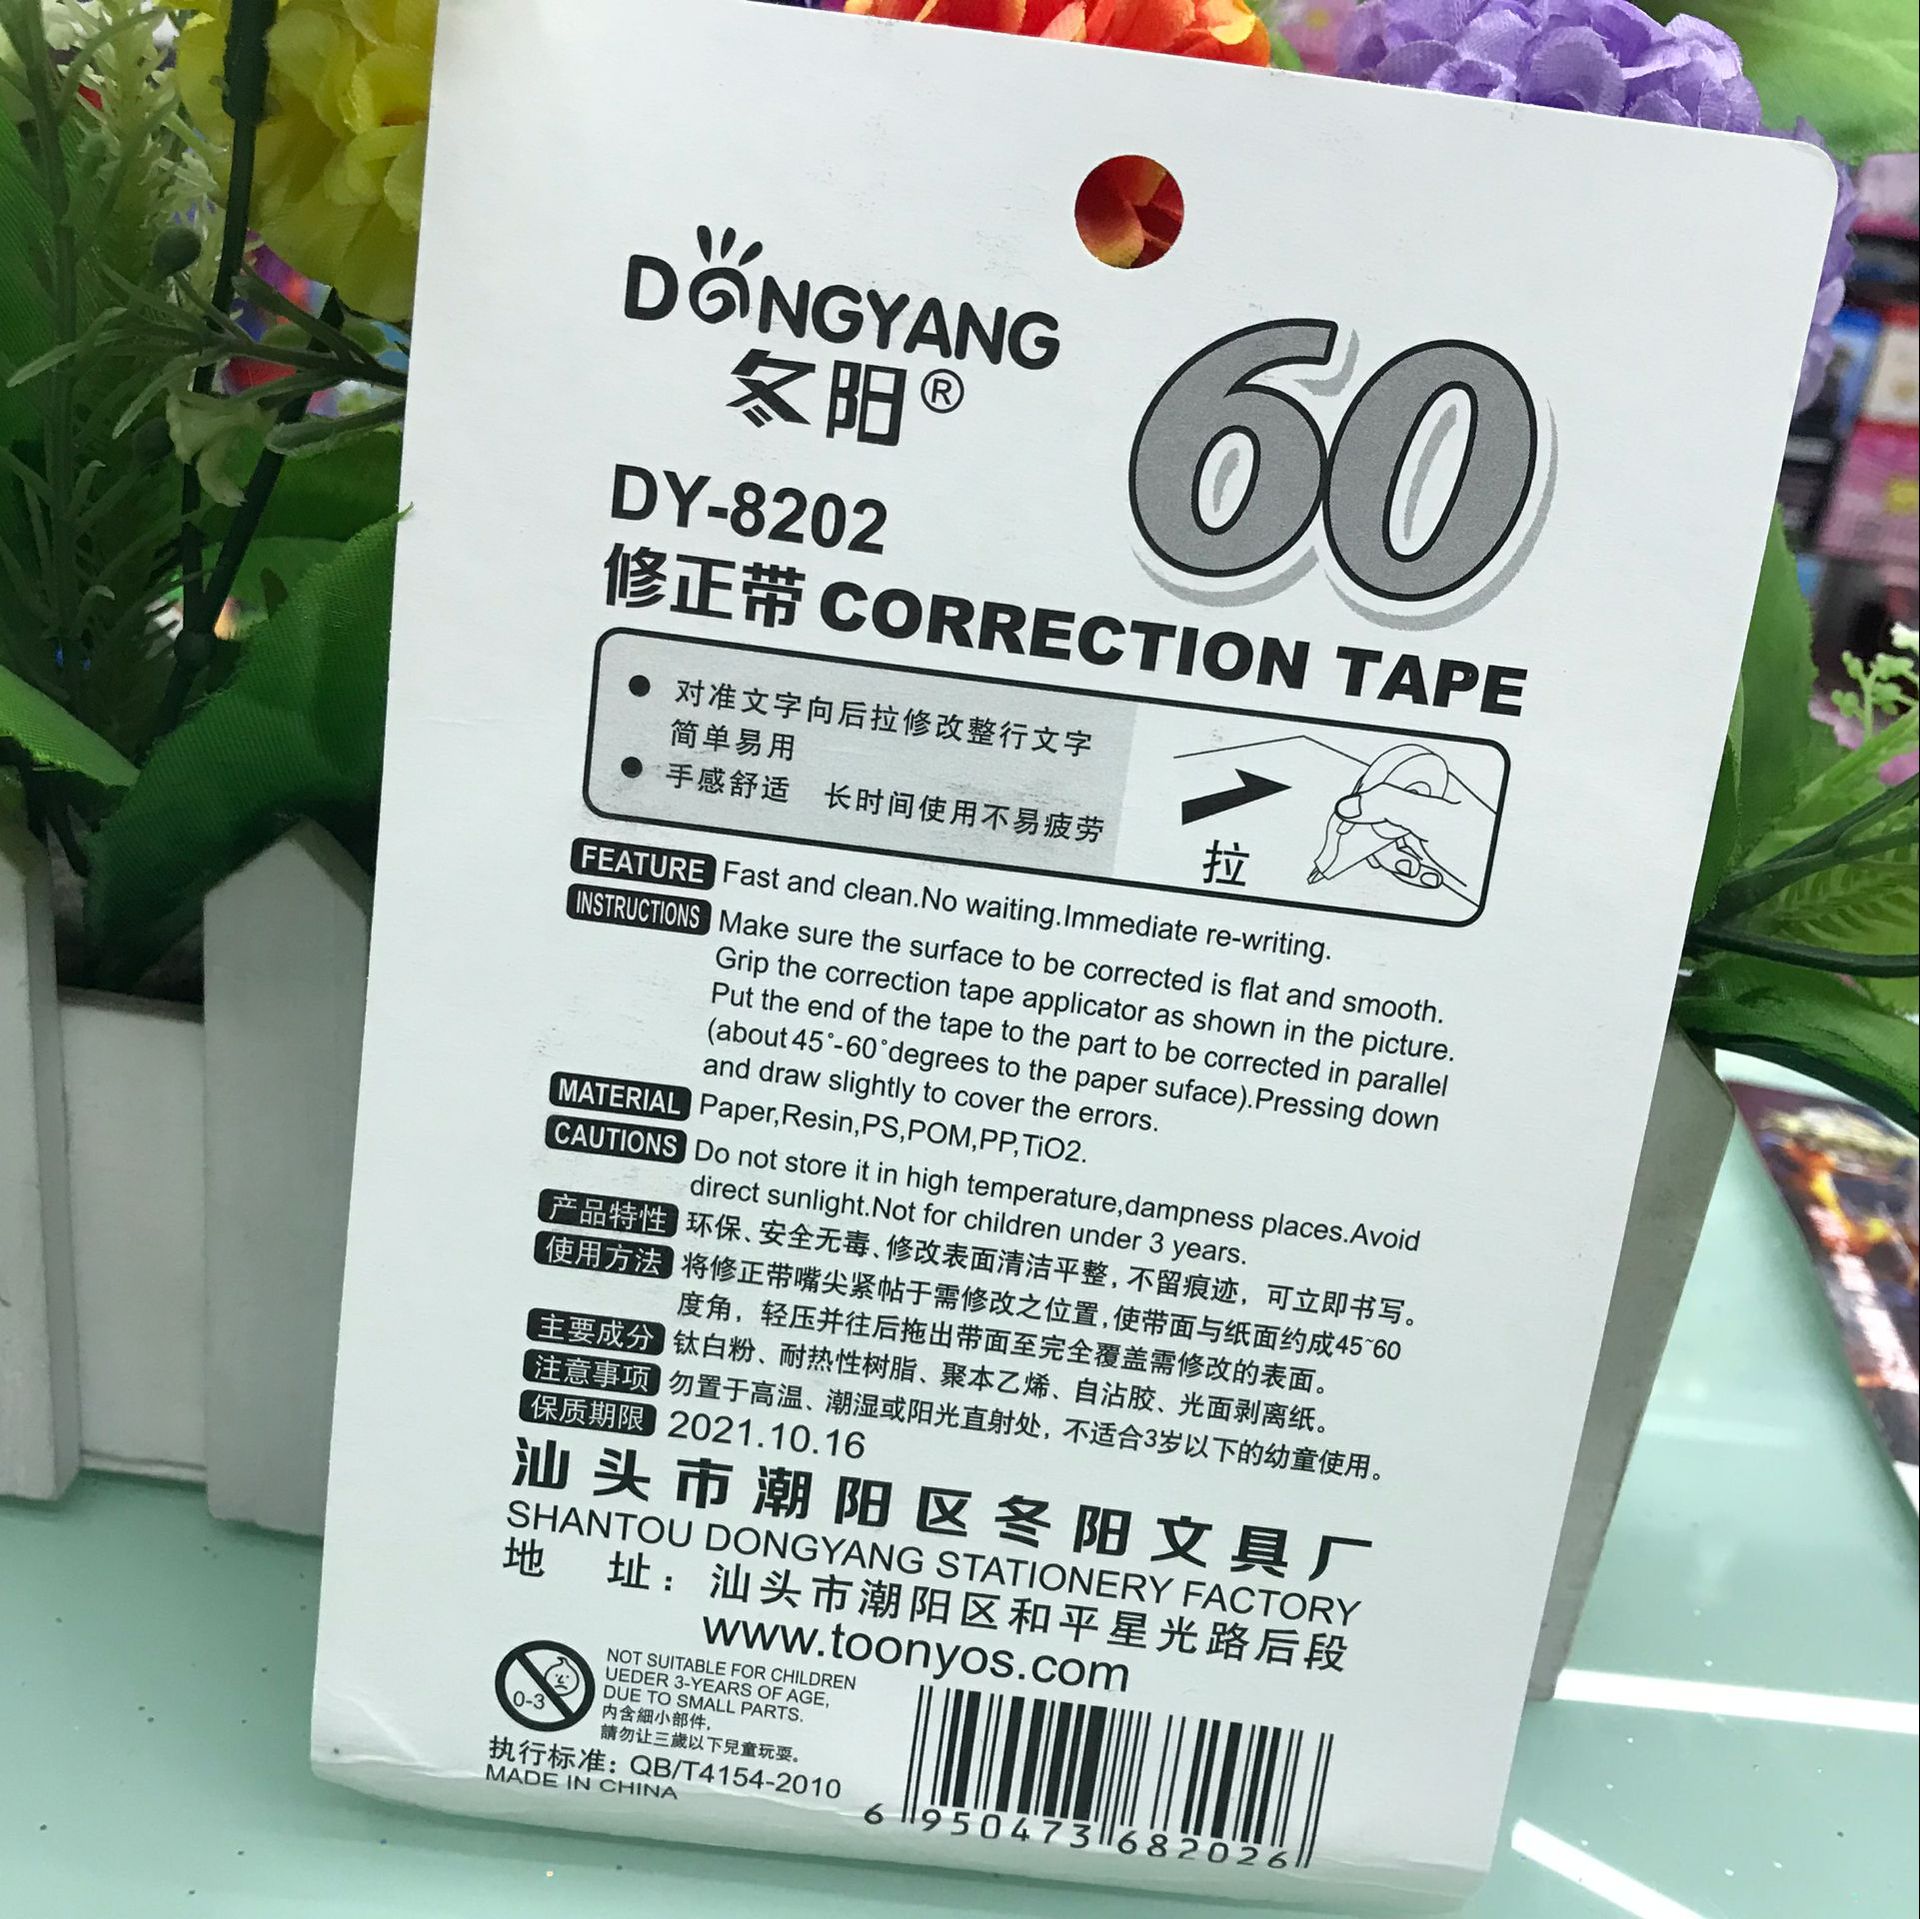 DONGYANG
冬阳®
60
DY-8202
修正带 CORRECTION TAPE
● 对准文字向后拉修改整行文字
简单易用
● 手感舒适 长时间使用不易疲劳
拉
FEATURE Fast and clean.No waiting.Immediate re-writing.
INSTRUCTIONS Make sure the surface to be corrected is flat and smooth.
Grip the correction tape applicator as shown in the picture.
Put the end of the tape to the part to be corrected in parallel
(about 45°-60°degrees to the paper suface).Pressing down
and draw slightly to cover the errors.
MATERIAL Paper,Resin,PS,POM,PP,TiO2.
CAUTIONS Do not store it in high temperature,dampness places.Avoid
direct sunlight.Not for children under 3 years.
产品特性 环保、安全无毒、修改表面清洁平整,不留痕迹,可立即书写。
使用方法 将修正带嘴尖紧帖于需修改之位置,使带面与纸面约成45~60
度角,轻压并往后拖出带面至完全覆盖需修改的表面。
主要成分 钛白粉、耐热性树脂、聚本乙烯、自沾胶、光面剥离纸。
注意事项 勿置于高温、潮湿或阳光直射处,不适合3岁以下的幼童使用。
保质期限 2021.10.16
汕头市潮阳区冬阳文具厂
SHANTOU DONGYANG STATIONERY FACTORY
地 址:汕头市潮阳区和平星光路后段
www.toonyos.com
0-3
NOT SUITABLE FOR CHILDREN
UEDER 3-YEARS OF AGE,
DUE TO SMALL PARTS.
内含細小部件,
請勿让三歲以下兒童玩耍。
执行标准:QB/T4154-2010
MADE IN CHINA
6 950473 682026